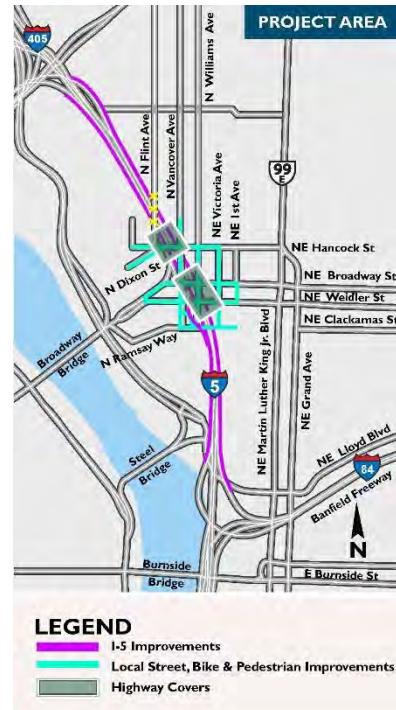 PROJECT AREA
405
N Williams Ave
N Flint Ave
N Vancouver Ave
NE Victoria Ave
NE 1st Ave
99
E
NE Hancock St
N Dixon St
NE Broadway St
NE Weidler St
NE Clackamas St
Broadway
Bridge
N Ramsay Way
5
NE Martin Luther King Jr. Blvd
NE Grand Ave
Steel
Bridge
NE Lloyd Blvd
84
Banfield Freeway
N
Burnside
Bridge
E Burnside St
LEGEND
I-5 Improvements
Local Street, Bike & Pedestrian Improvements
Highway Covers